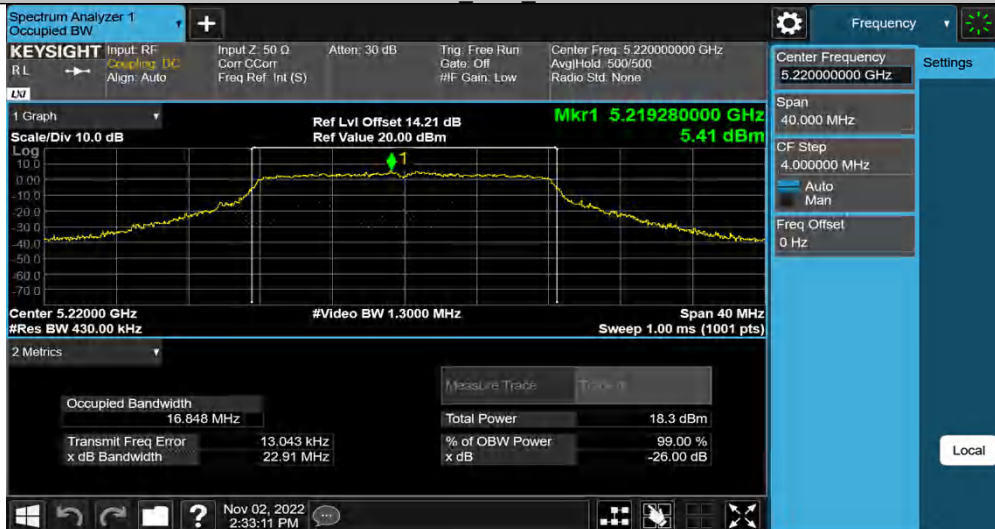 Spectrum Analyzer 1
Occupied BW
+
Frequency
KEYSIGHT
RL
LXI
Input: RF
Coupling: DC
Align: Auto
Input Z: 50 Ω
Corr CCorr
Freq Ref: Int (S)
Atten: 30 dB
Trig: Free Run
Gate: Off
#IF Gain: Low
Center Freq: 5.220000000 GHz
Avg|Hold: 500/500
Radio Std: None
1 Graph
Scale/Div 10.0 dB
Ref Lvl Offset 14.21 dB
Ref Value 20.00 dBm
Mkr1 5.219280000 GHz
5.41 dBm
Log
10.0
0.00
-10.0
-20.0
-30.0
-40.0
-50.0
-60.0
-70.0
1
Center 5.22000 GHz
#Res BW 430.00 kHz
#Video BW 1.3000 MHz
Span 40 MHz
Sweep 1.00 ms (1001 pts)
2 Metrics
Measure Trace
Occupied Bandwidth
16.848 MHz
Total Power
18.3 dBm
Transmit Freq Error
13.043 kHz
% of OBW Power
99.00 %
x dB Bandwidth
22.91 MHz
x dB
-26.00 dB
Center Frequency
5.220000000 GHz
Settings
Span
40.000 MHz
CF Step
4.000000 MHz
Auto
Man
Freq Offset
0 Hz
Local
?
Nov 02, 2022
2:33:11 PM